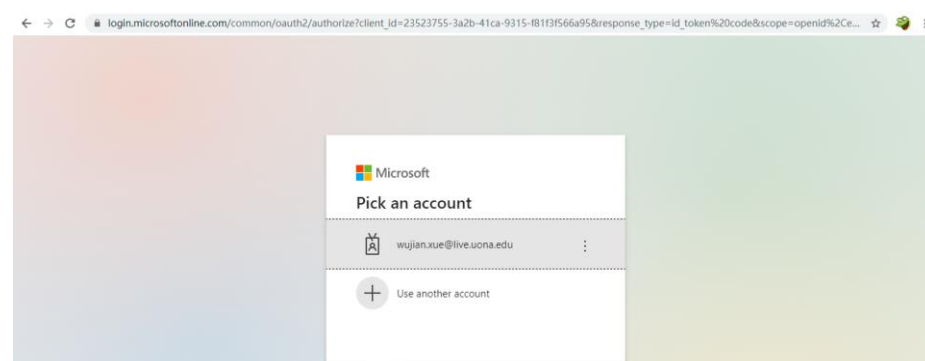 login.microsoftonline.com/common/oauth2/authorize?client_id=23523755-3a2b-41ca-9315-f81f3f566a95&response_type=id_token%20code&scope=openid%2Ce...
Microsoft
Pick an account
wujian.xue@live.uona.edu
Use another account